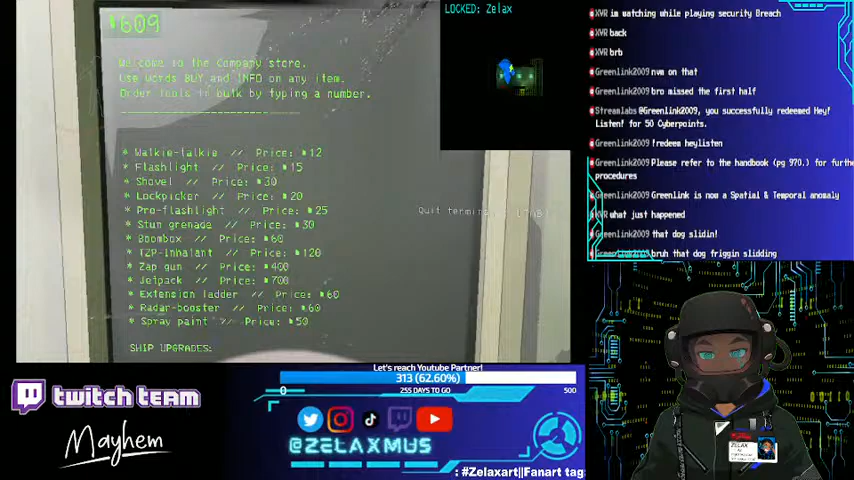 $609
Welcome to the Company store.
Use words BUY and INFO on any item.
Order tools in bulk by typing a number.
* Walkie-talkie // Price: $12
* Flashlight // Price: $15
* Shovel // Price: $30
* Lockpicker // Price: $20
* Pro-flashlight // Price: $25
* Stun grenade // Price: $30
* Boombox // Price: $60
* TZP-Inhalant // Price: $120
* Zap gun // Price: $400
* Jetpack // Price: $700
* Extension ladder // Price: $60
* Radar-booster // Price: $60
* Spray paint // Price: $50
SHIP UPGRADES:
LOCKED: Zelax
Quit
XVR im watching while playing security Breach
XVR back
XVR brb
Greenlink2009 nvm on that
Greenlink2009 bro missed the first half
Streamlabs @Greenlink2009, you successfully redeemed Hey!
Listen! for 50 Cyberpoints.
Greenlink2009 !redeem heylisten
Greenlink2009 Please refer to the handbook (pg 970.) for furthe
procedures
Greenlink2009 Greenlink is now a Spatial & Temporal anomaly
XVR what just happened
Greenlink2009 that dog slidin!
Greenlink2009 bruh that dog friggin slidding
twitch team
Mayhem
Let's reach Youtube Partner!
313 (62.60%)
0
255 DAYS TO GO
500
@ZELAXMUS
: #Zelaxart||Fanart tag:
ZELAX